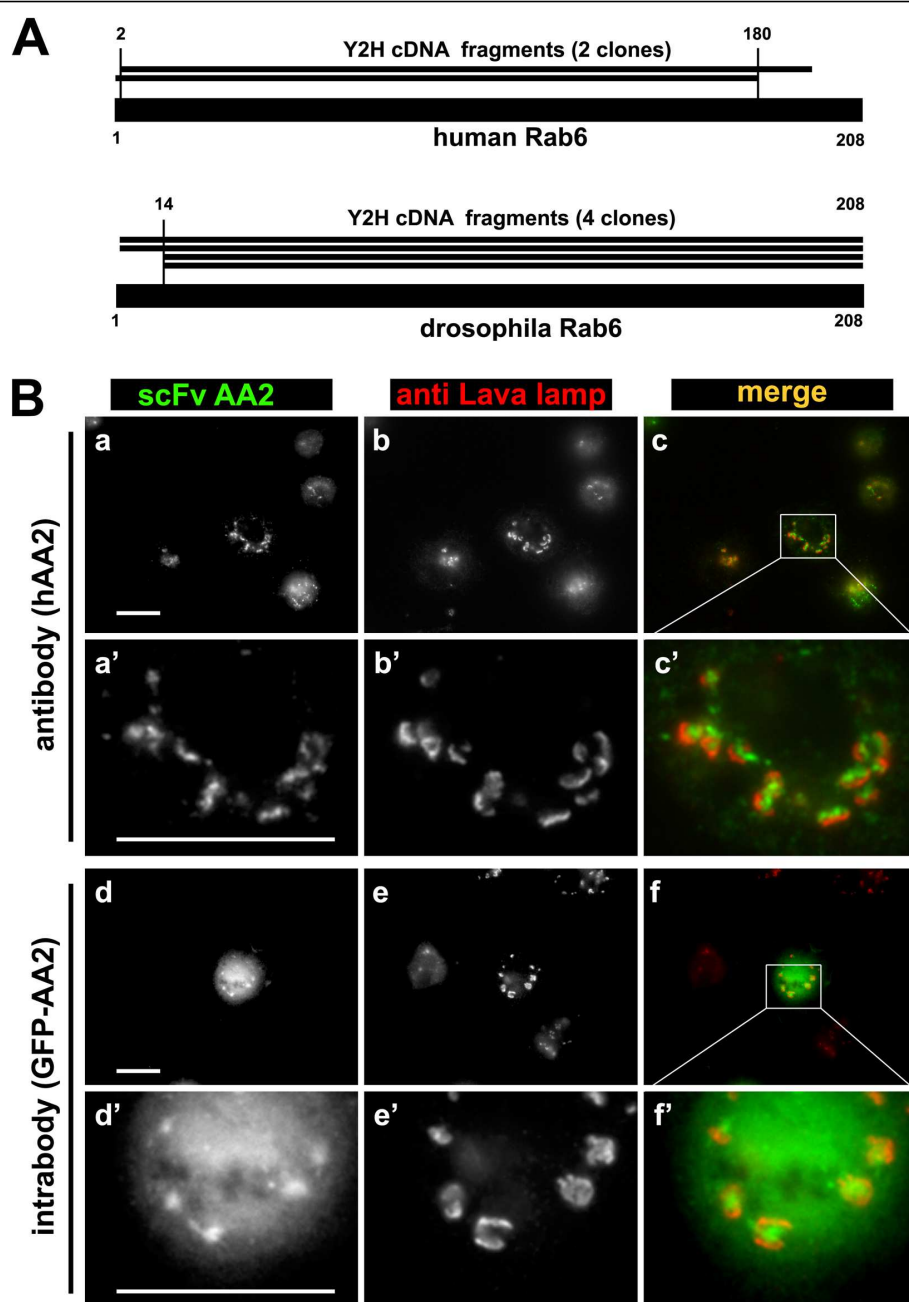 A
2 180
Y2H cDNA fragments (2 clones)
1 208
human Rab6
14 208
Y2H cDNA fragments (4 clones)
1 208
drosophila Rab6
B
scFv AA2 anti Lava lamp merge
antibody (hAA2)
a b c
a’ b’ c’
intrabody (GFP-AA2)
d e f
d’ e’ f’